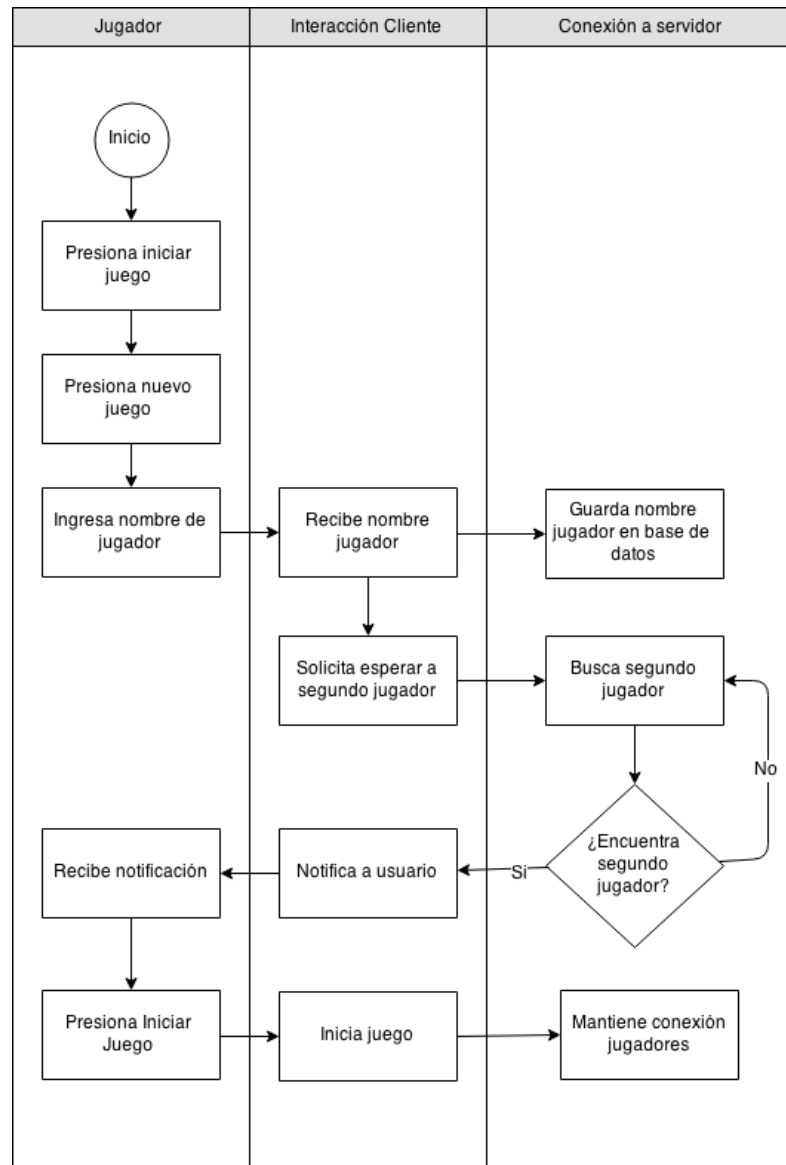 Jugador
Interacción Cliente
Conexión a servidor
Inicio
Presiona iniciar
juego
Presiona nuevo
juego
Ingresa nombre de
jugador
Recibe nombre
jugador
Guarda nombre
jugador en base de
datos
Solicita esperar a
segundo jugador
Busca segundo
jugador
No
¿Encuentra
segundo
jugador?
Si
Notifica a usuario
Recibe notificación
Presiona Iniciar
Juego
Inicia juego
Mantiene conexión
jugadores